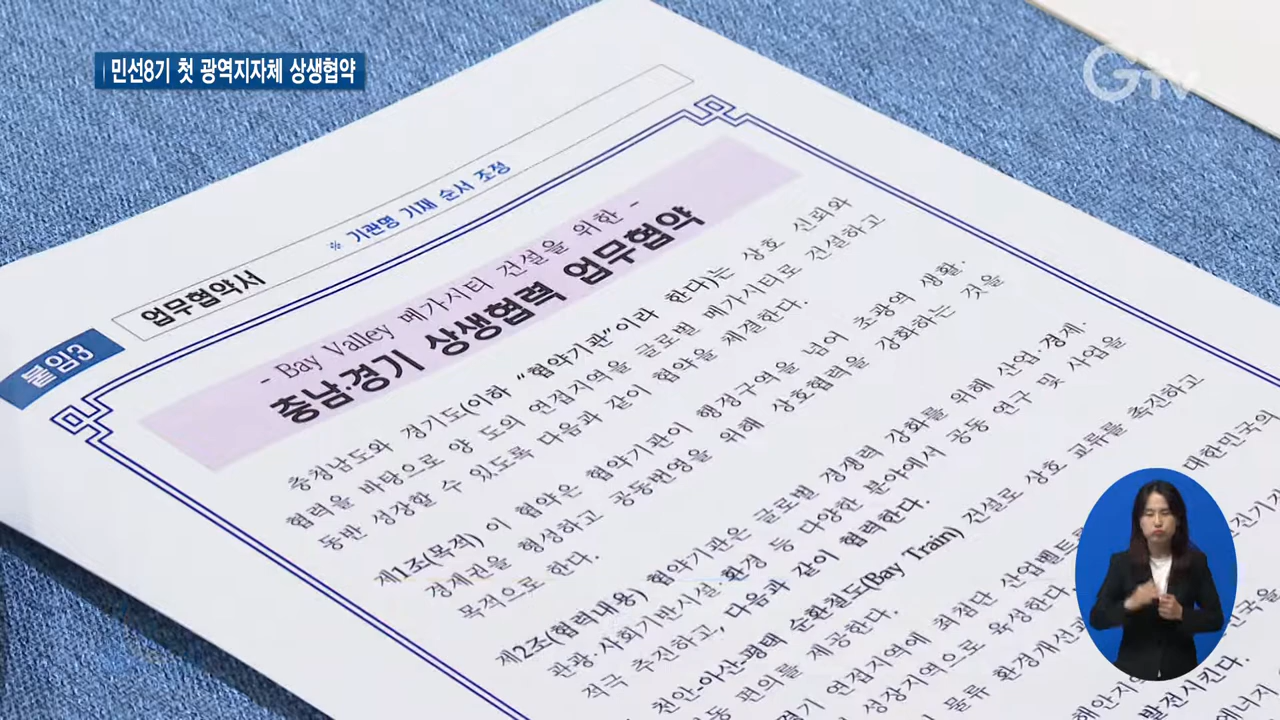 민선8기 첫 광역지자체 상생협약
GTV
붙임3
업무협약서
※ 기관명 기재 순서 조정
- Bay Valley 메가시티 건설을 위한 -
충남·경기 상생협력 업무협약
충청남도와 경기도(이하 “협약기관”이라 한다)는 상호 신뢰와
협력을 바탕으로 양 도의 연접지역을 글로벌 메가시티로 건설하고
동반 성장할 수 있도록 다음과 같이 협약을 체결한다.
제1조(목적) 이 협약은 협약기관이 행정구역을 넘어 초광역 생활·
경제권을 형성하고 공동번영을 위해 상호협력을 강화하는 것을
목적으로 한다.
제2조(협력내용) 협약기관은 글로벌 경쟁력 강화를 위해 산업·경제·
관광·사회기반시설·환경 등 다양한 분야에서 공동 연구 및 사업을
적극 추진하고, 다음과 같이 협력한다.
천안-아산-평택 순환철도(Bay Train) 건설로 상호 교류를 촉진하고
편의를 제공한다.
연접지역에 최첨단 산업벨트 대한민국의
성장지역으로 육성한다.
물류 환경개선
발전시킨다.